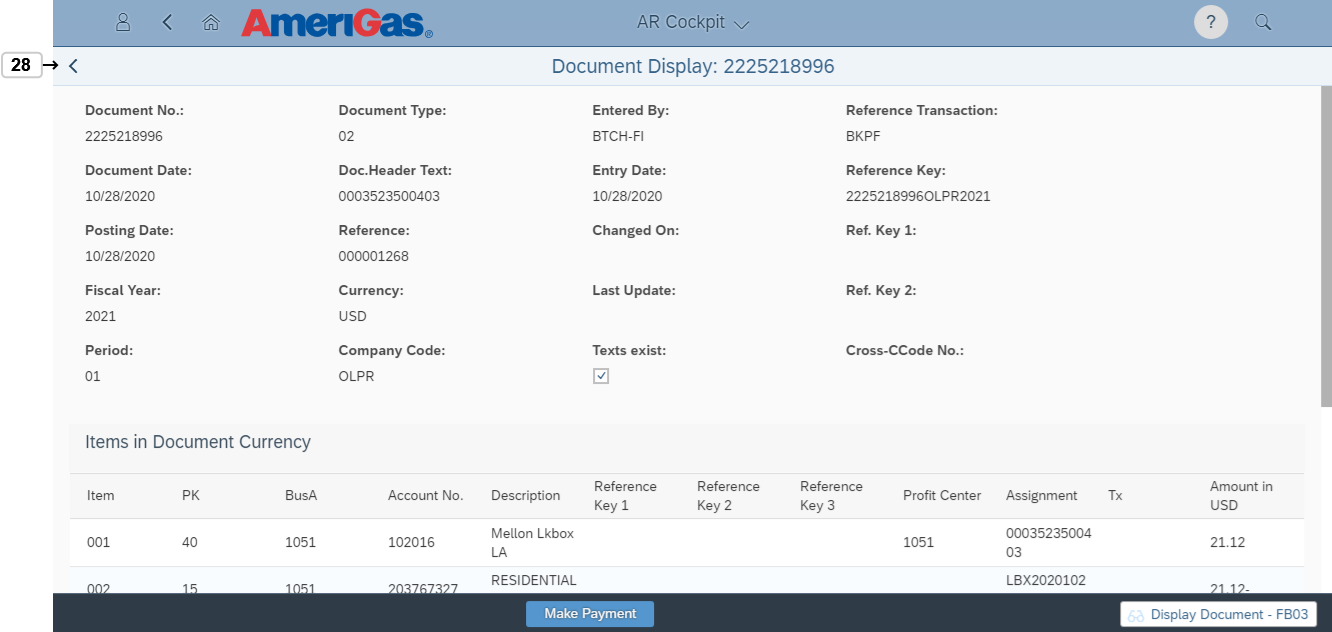 AmeriGas®
AR Cockpit
?
28
Document Display: 2225218996
Document No.: Document Type: Entered By: Reference Transaction:
2225218996 02 BTCH-FI BKPF
Document Date: Doc.Header Text: Entry Date: Reference Key:
10/28/2020 0003523500403 10/28/2020 2225218996OLPR2021
Posting Date: Reference: Changed On: Ref. Key 1:
10/28/2020 000001268
Fiscal Year: Currency: Last Update: Ref. Key 2:
2021 USD
Period: Company Code: Texts exist: Cross-CCode No.:
01 OLPR
Items in Document Currency
Item PK BusA Account No. Description Reference Key 1 Reference Key 2 Reference Key 3 Profit Center Assignment Tx Amount in USD
001 40 1051 102016 Mellon Lkbox LA 1051 0003523500403 21.12
002 15 1051 203767327 RESIDENTIAL LBX2020102 21.12-
Make Payment
Display Document - FB03